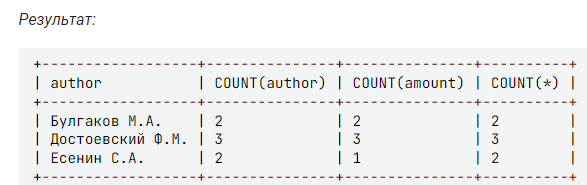 Результат:
+------------------+---------------+---------------+----------+
| author           | COUNT(author) | COUNT(amount) | COUNT(*) |
+------------------+---------------+---------------+----------+
| Булгаков М.А.    | 2             | 2             | 2        |
| Достоевский Ф.М. | 3             | 3             | 3        |
| Есенин С.А.      | 2             | 1             | 2        |
+------------------+---------------+---------------+----------+